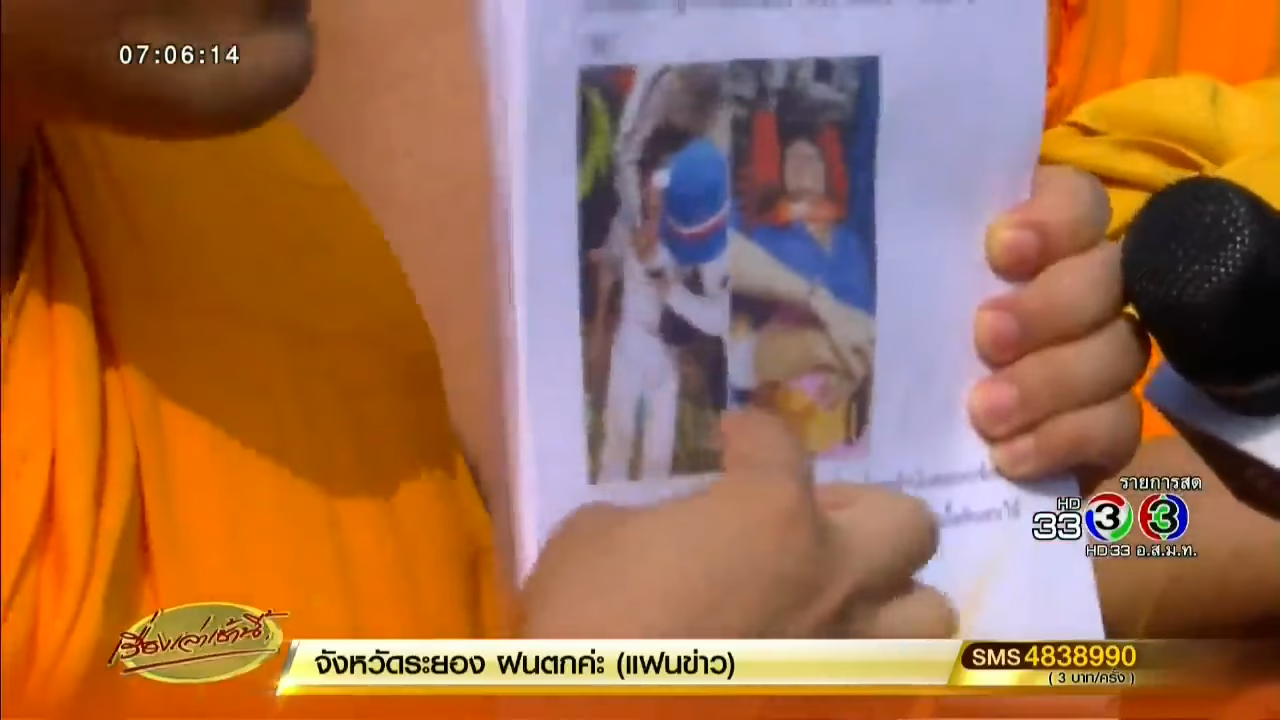 07:06:14
รายการสด
HD
33 3 3
HD33 อ.ส.ม.ท.
เรื่องเล่าเช้านี้
จังหวัดระยอง ฝนตกค่ะ (แฟนข่าว)
SMS 4838990
( 3 บาท/ครั้ง )